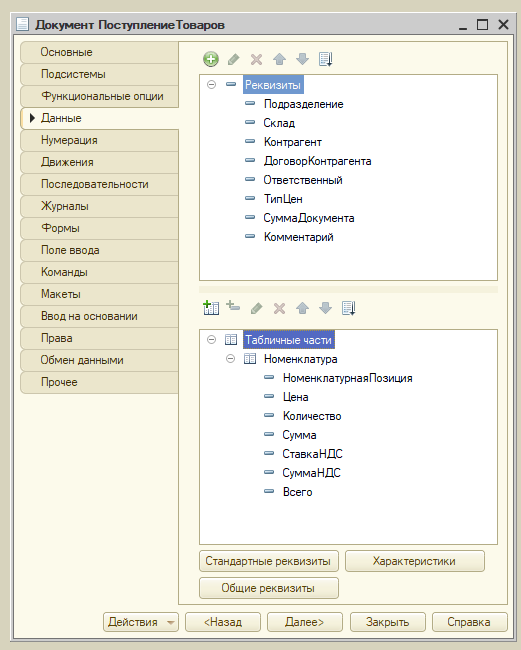 Документ ПоступлениеТоваров
Основные
Подсистемы
Функциональные опции
Данные
Нумерация
Движения
Последовательности
Журналы
Формы
Поле ввода
Команды
Макеты
Ввод на основании
Права
Обмен данными
Прочее
Реквизиты
Подразделение
Склад
Контрагент
ДоговорКонтрагента
Ответственный
ТипЦен
СуммаДокумента
Комментарий
Табличные части
Номенклатура
НоменклатурнаяПозиция
Цена
Количество
Сумма
СтавкаНДС
СуммаНДС
Всего
Стандартные реквизиты Характеристики
Общие реквизиты
Действия <Назад Далее> Закрыть Справка